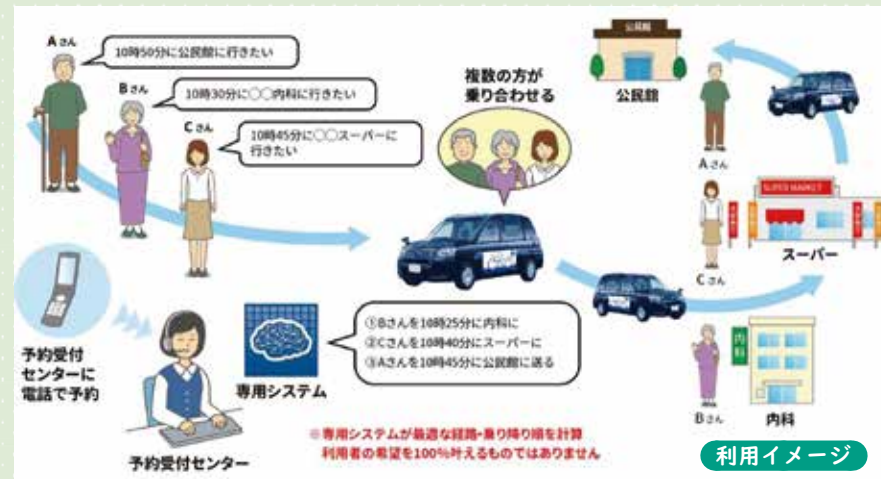 Aさん
10時50分に公民館に行きたい
Bさん
10時30分に○○内科に行きたい
Cさん
10時45分に○○スーパーに
行きたい
複数の方が
乗り合わせる
公民館
公民館
Aさん
SUPER MARKET
スーパー
Cさん
内科
Bさん
内科
予約受付
センターに
電話で予約
専用システム
①Bさんを10時25分に内科に
②Cさんを10時40分にスーパーに
③Aさんを10時45分に公民館に送る
予約受付センター
※専用システムが最適な経路・乗り降り順を計算
利用者の希望を100%叶えるものではありません
利用イメージ